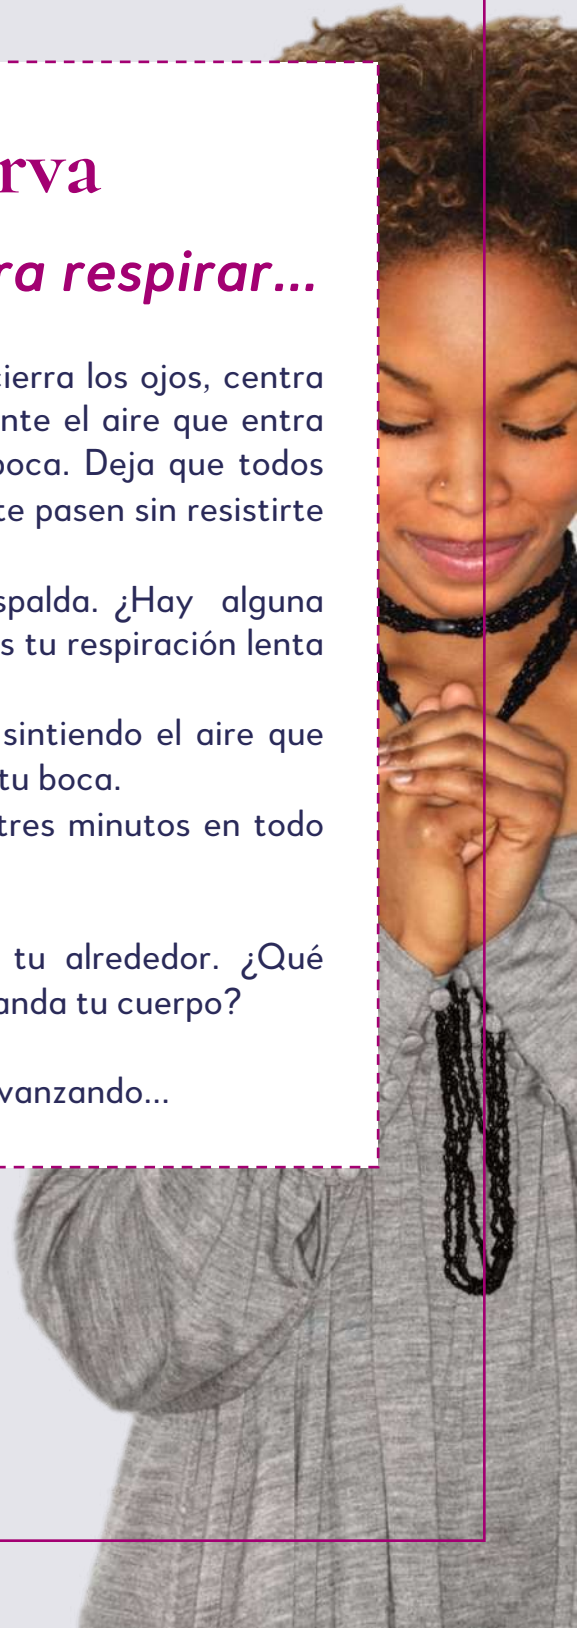 rva
ra respirar...
cierra los ojos, centra
nte el aire que entra
boca. Deja que todos
te pasen sin resistirte
spalda. ¿Hay alguna
s tu respiración lenta
sintiendo el aire que
tu boca.
tres minutos en todo
tu alrededor. ¿Qué
anda tu cuerpo?
vanzando...